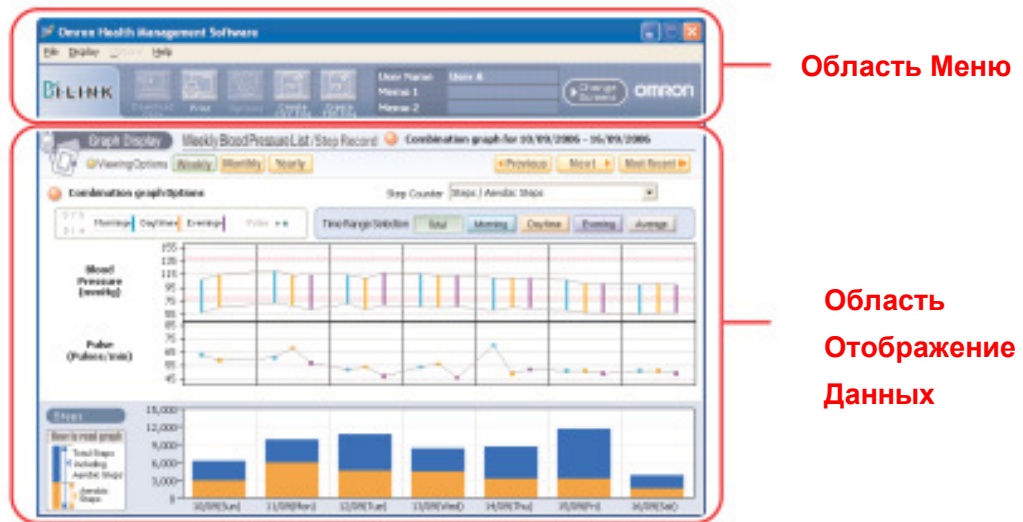 Omron Health Management Software
File Display Help
Область Меню
Bi-LINK
Print
User Name User A
Memo 1
Memo 2
Change Screens
OMRON
Graph Display Weekly Blood Pressure List/Step Record Combination graph for 10/09/2006 - 16/09/2006
Viewing Options Weekly Monthly Yearly
Previous Next Most Recent
Combination graph Options
Step Counter Steps / Aerobic Steps
Mornings Daytimes Evenings Pulse
Time Range Selection Total Morning Daytime Evening Average
Blood
Pressure
(mmHg)
155
135
115
95
75
55
Область
Отображение
Данных
Pulse
(Pulses/min)
85
75
65
55
45
Steps
How to read graph
Total Steps
including
Aerobic Steps
Aerobic
Steps
15,000
12,000
9,000
6,000
3,000
0
10/09(Sun) 11/09(Mon) 12/09(Tue) 13/09(Wed) 14/09(Thu) 15/09(Fri) 16/09(Sat)